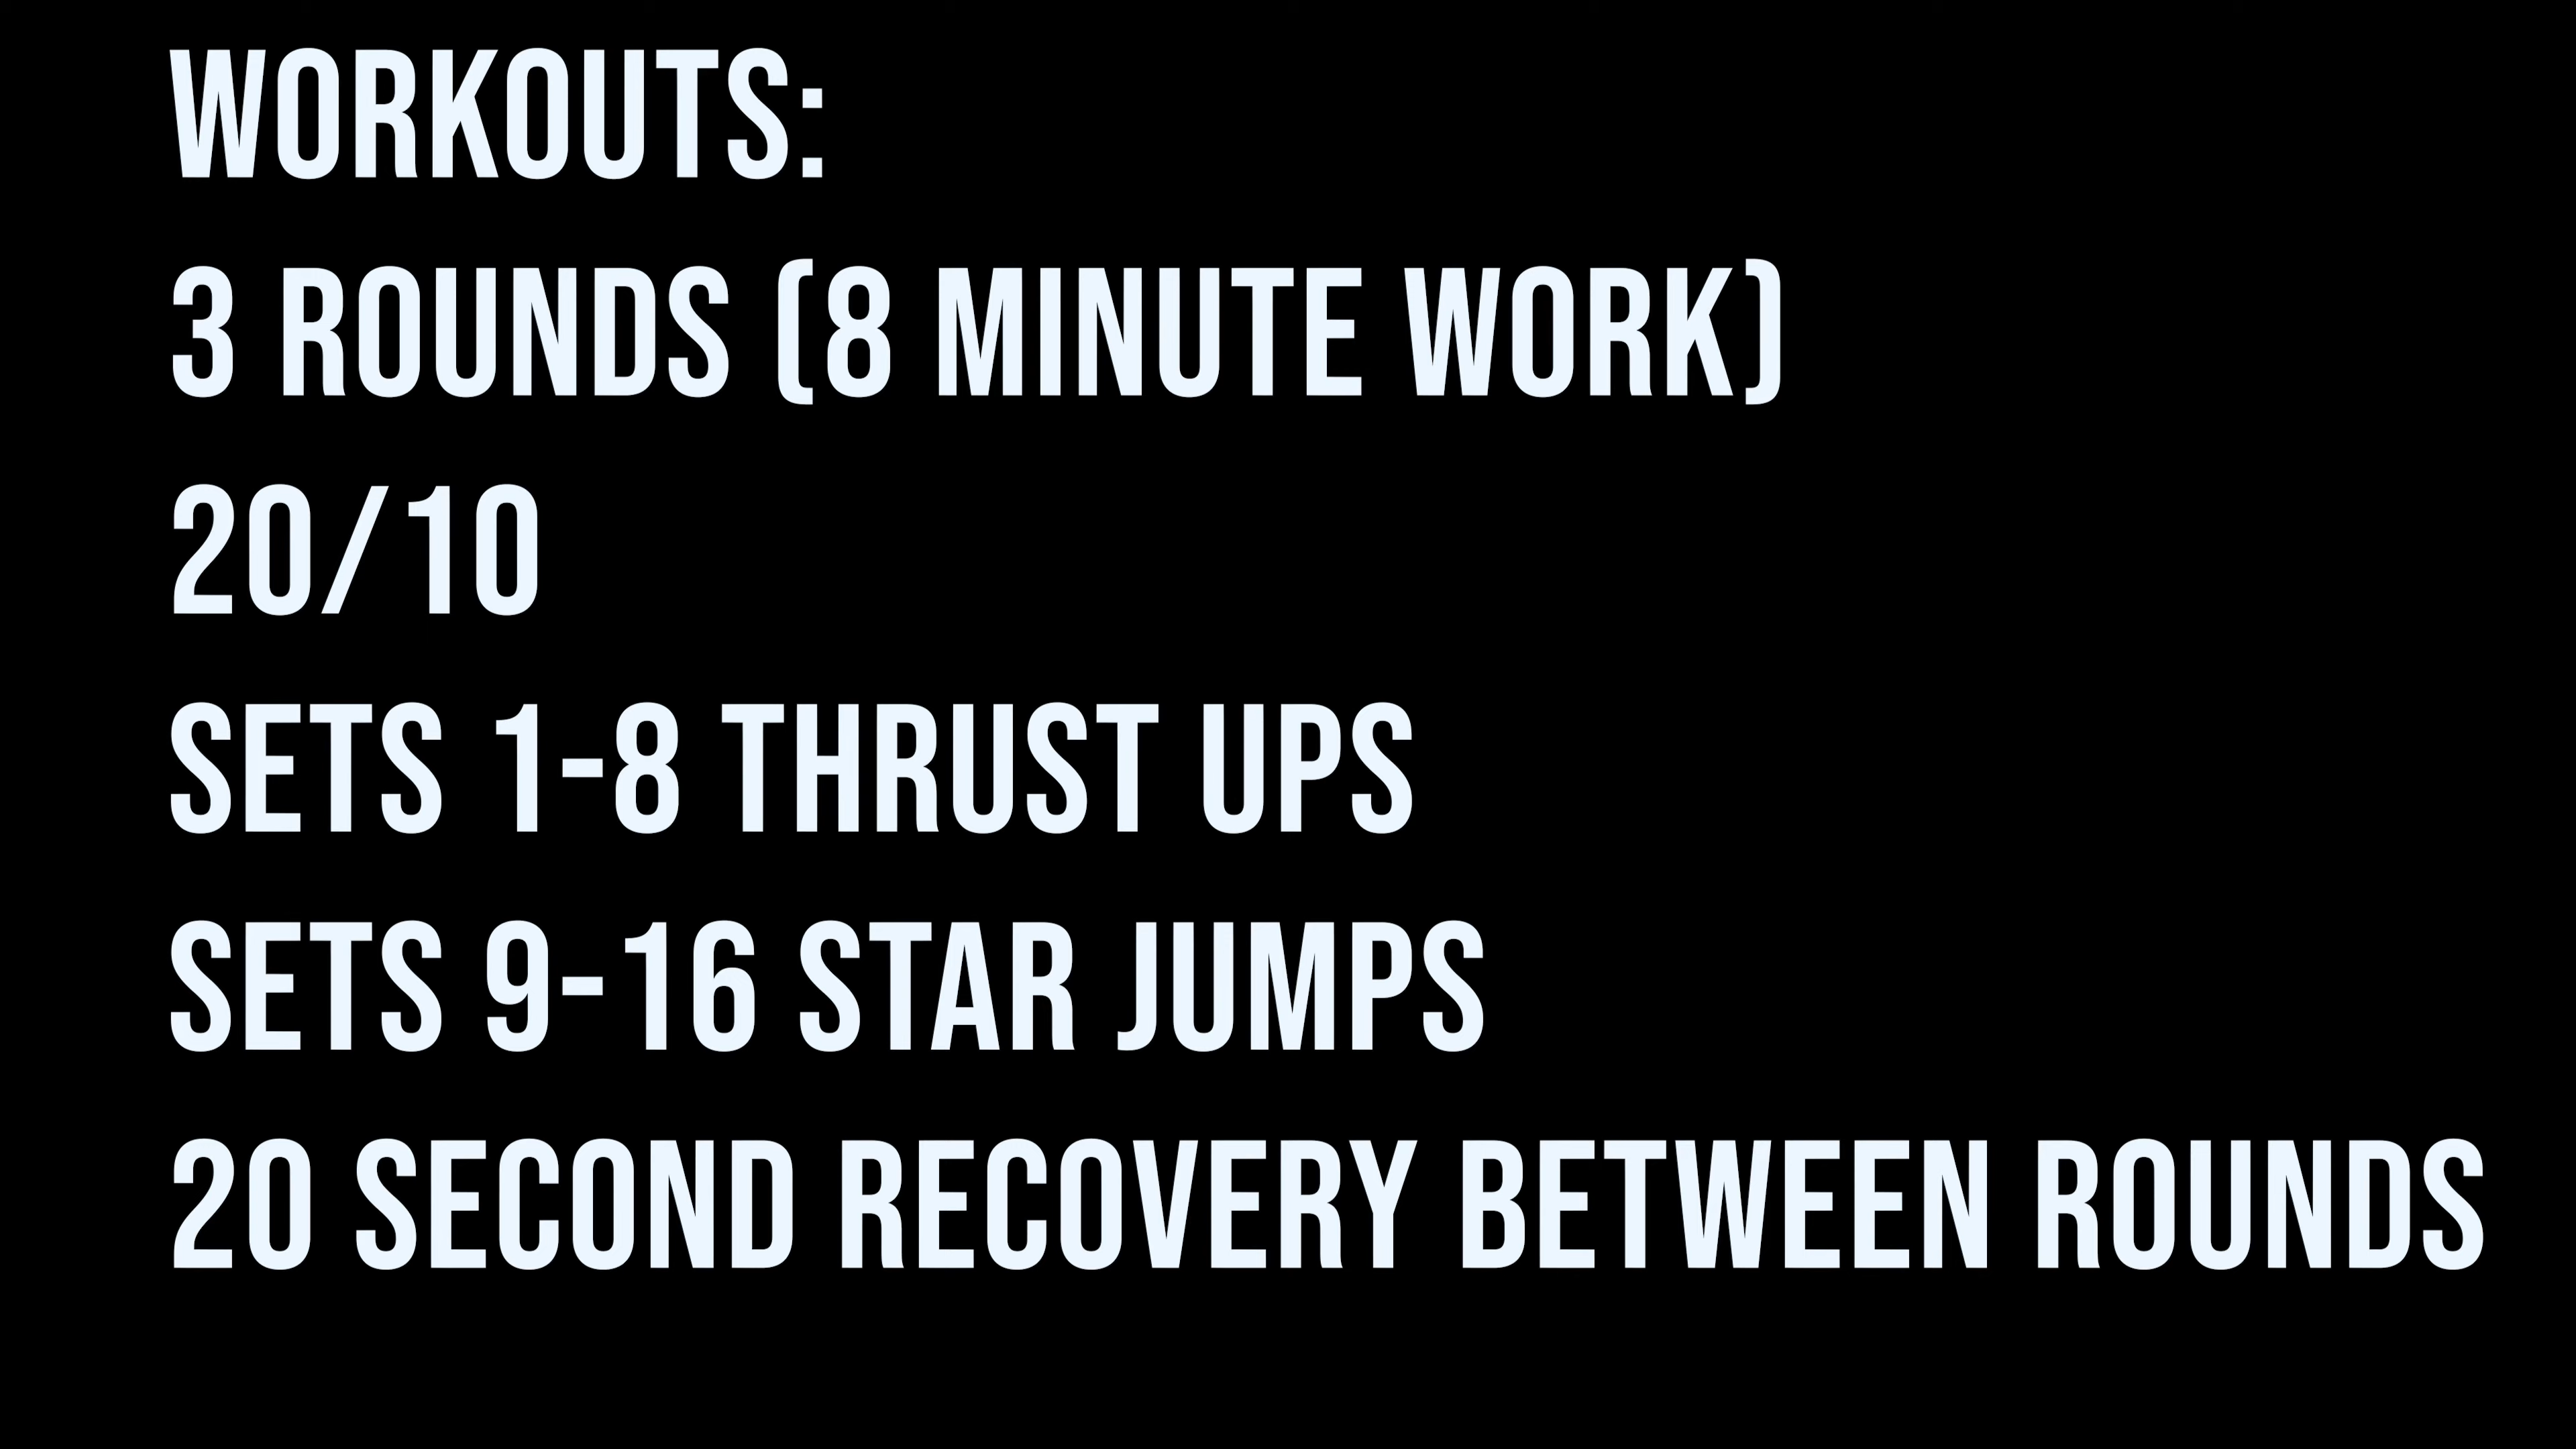 WORKOUTS:
3 ROUNDS (8 MINUTE WORK)
20/10
SETS 1-8 THRUST UPS
SETS 9-16 STAR JUMPS
20 SECOND RECOVERY BETWEEN ROUNDS